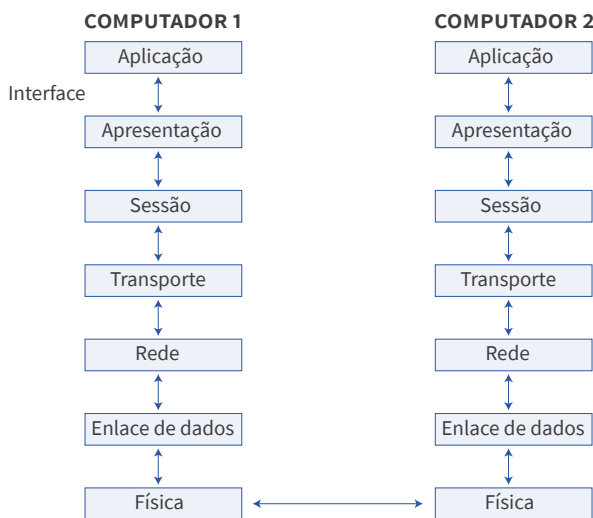 COMPUTADOR 1 COMPUTADOR 2
Aplicação Aplicação
Interface
Apresentação Apresentação
Sessão Sessão
Transporte Transporte
Rede Rede
Enlace de dados Enlace de dados
Física Física